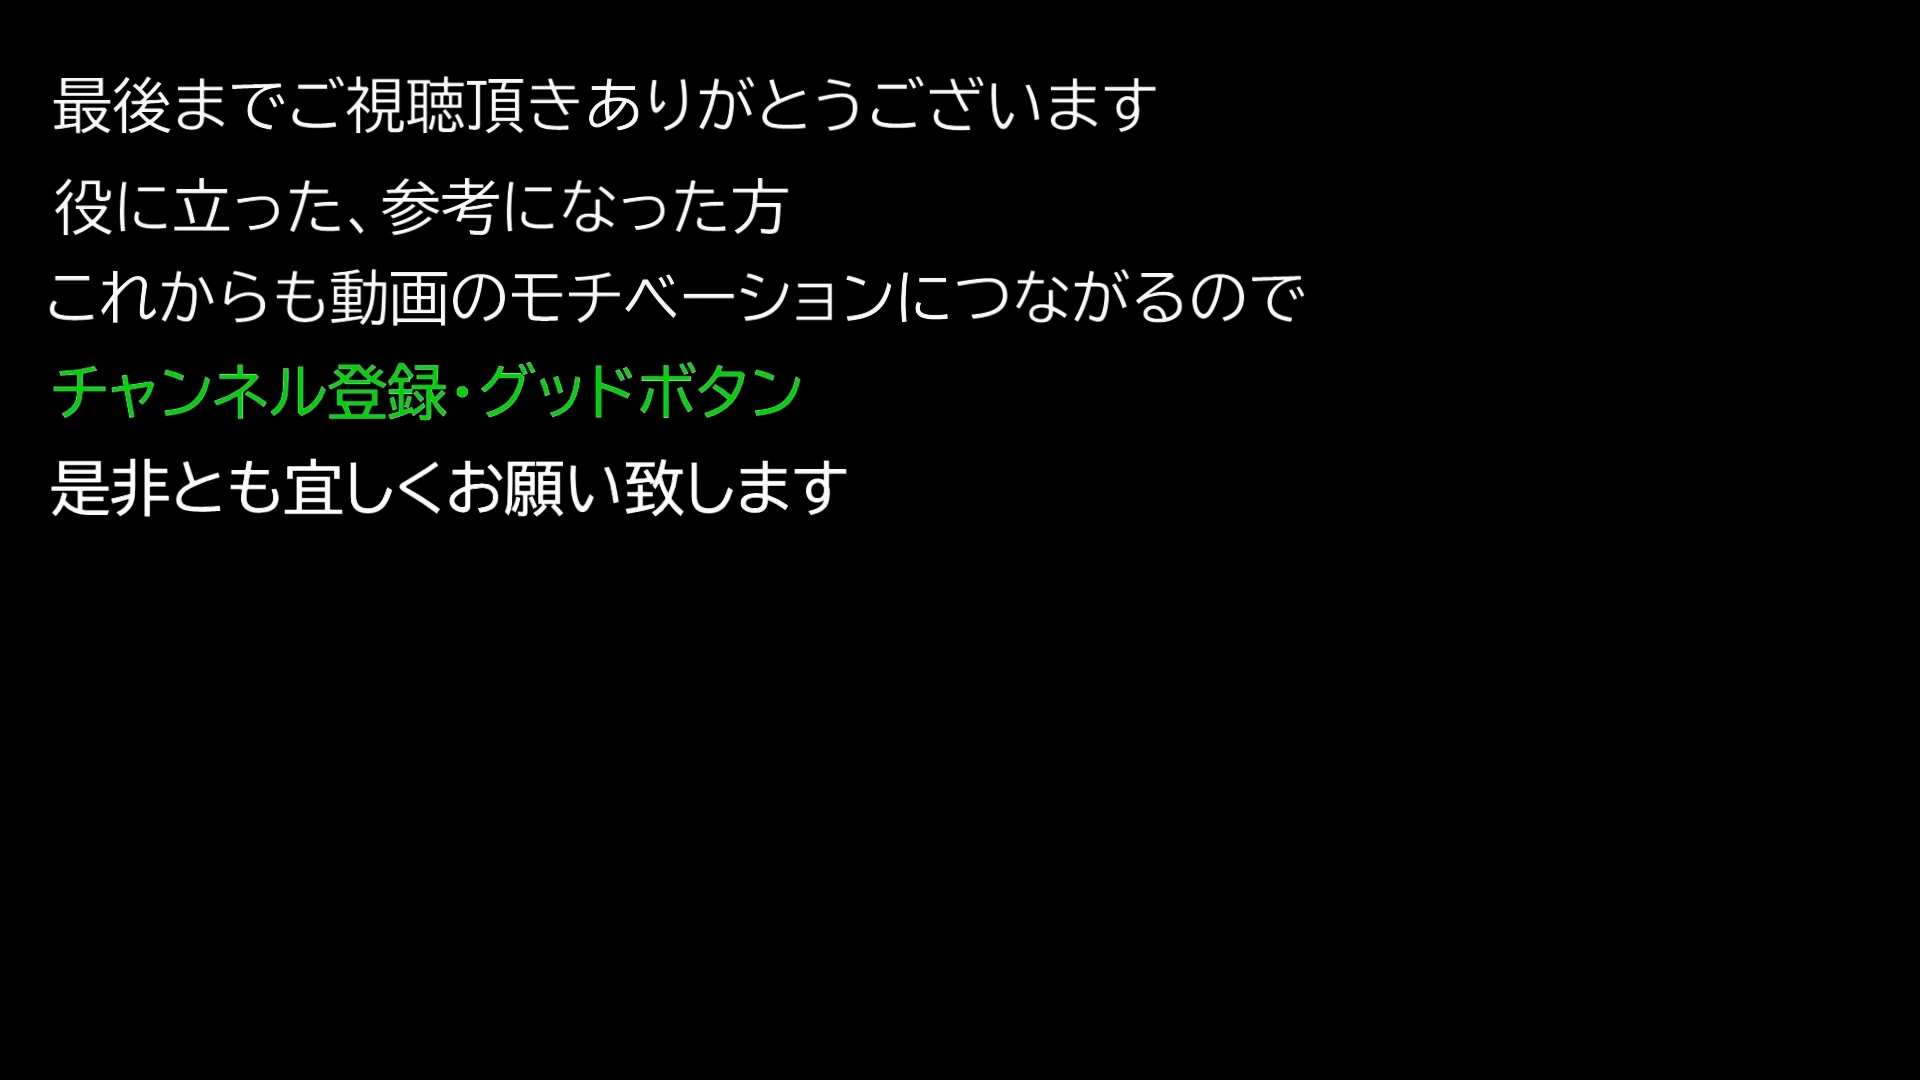 最後までご視聴頂きありがとうございます
役に立った、参考になった方
これからも動画のモチベーションにつながるので
チャンネル登録・グッドボタン
是非とも宜しくお願い致します